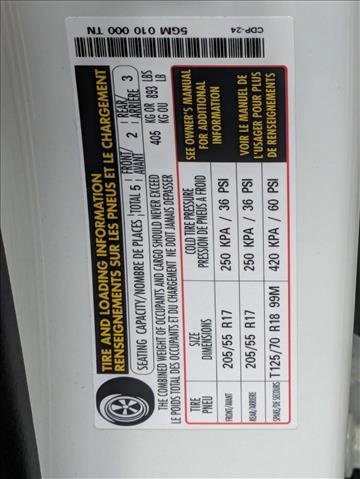 5GM 010 000 TN
CDP-24
TIRE AND LOADING INFORMATION
RENSEIGNEMENTS SUR LES PNEUS ET LE CHARGEMENT
SEATING CAPACITY/NOMBRE DE PLACES TOTAL 5 FRONT/AVANT 2 REAR/ARRIÈRE 3
THE COMBINED WEIGHT OF OCCUPANTS AND CARGO SHOULD NEVER EXCEED 405 KG OR 893 LBS
LE POIDS TOTAL DES OCCUPANTS ET DU CHARGEMENT NE DOIT JAMAIS DEPASSER KG OU LB
TIRE SIZE COLD TIRE PRESSURE
PNEU DIMENSIONS PRESSION DE PNEUS A FROID
FRONT/AVANT 205/55 R17 250 KPA / 36 PSI
REAR/ARRIERE 205/55 R17 250 KPA / 36 PSI
SPARE/DE SECOURS T125/70 R18 99M 420 KPA / 60 PSI
SEE OWNER'S MANUAL
FOR ADDITIONAL
INFORMATION
VOIR LE MANUEL DE
L'USAGER POUR PLUS
DE RENSEIGNEMENTS